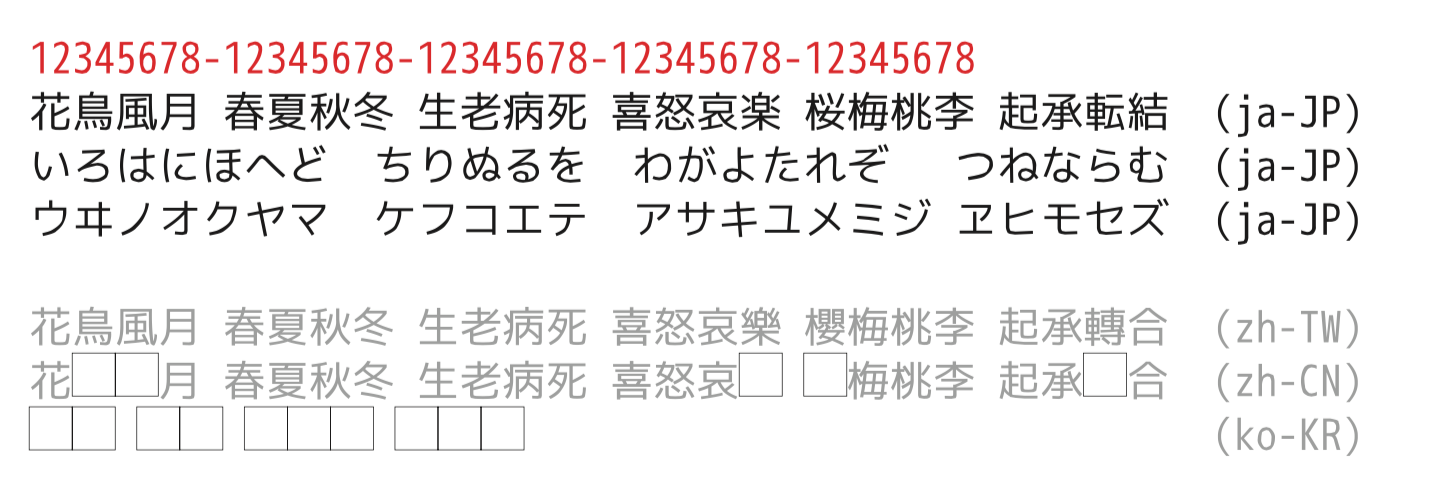 12345678-12345678-12345678-12345678-12345678
花鳥風月 春夏秋冬 生老病死 喜怒哀楽 桜梅桃李 起承転結 (ja-JP)
いろはにほへど ちりぬるを わがよたれぞ つねならむ (ja-JP)
ウヰノオクヤマ ケフコエテ アサキユメミジ ヱヒモセズ (ja-JP)
花鳥風月 春夏秋冬 生老病死 喜怒哀樂 櫻梅桃李 起承轉合 (zh-TW)
花□□月 春夏秋冬 生老病死 喜怒哀□ □梅桃李 起承□合 (zh-CN)
□□ □□ □□□ □□□ (ko-KR)